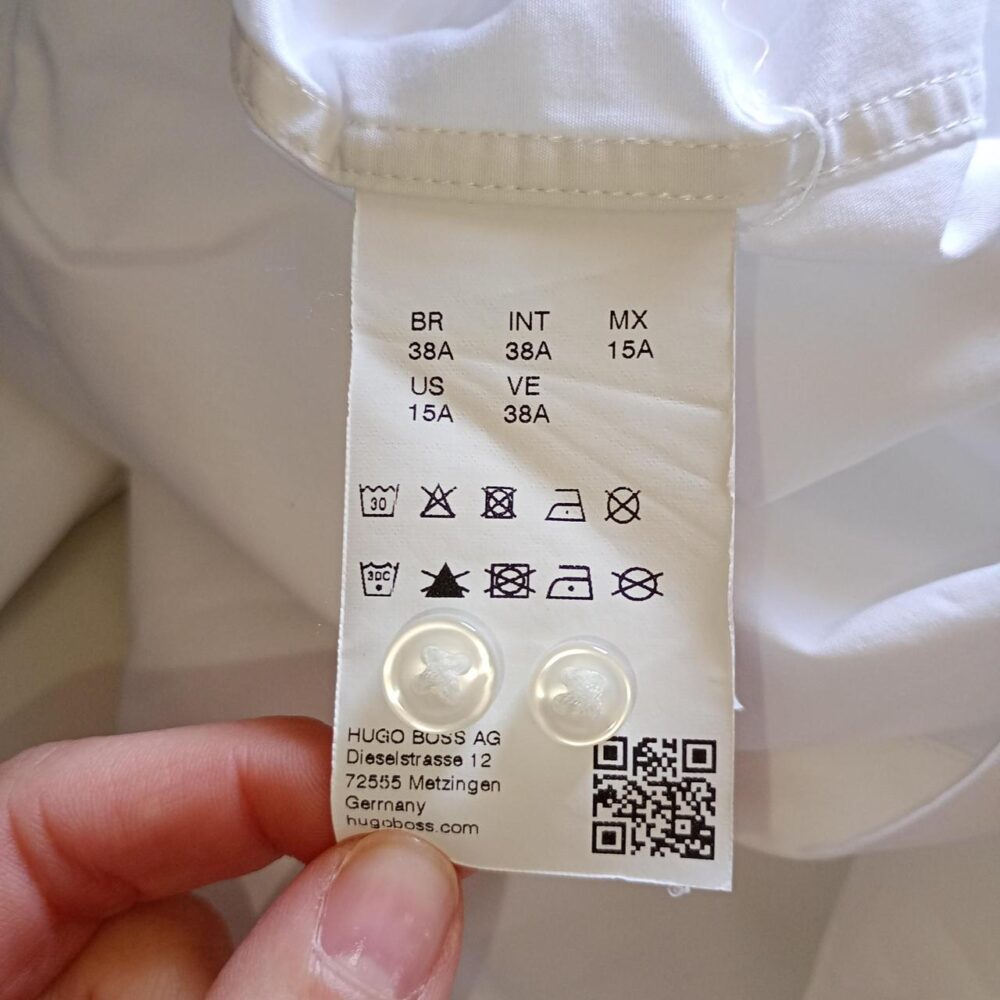 BR INT MX
38A 38A 15A
US VE
15A 38A
30
30C
HUGO BOSS AG
Dieselstrasse 12
72555 Metzingen
Germany
hugoboss.com